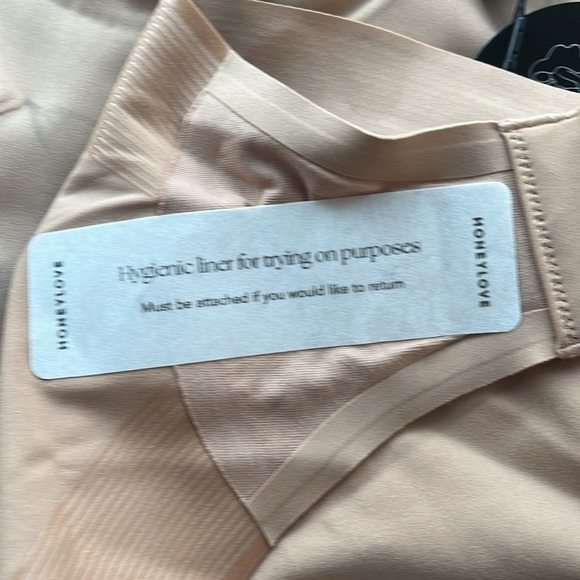 HONEYLOVE
Hygienic liner for trying on purposes
Must be attached if you would like to return
HONEYLOVE